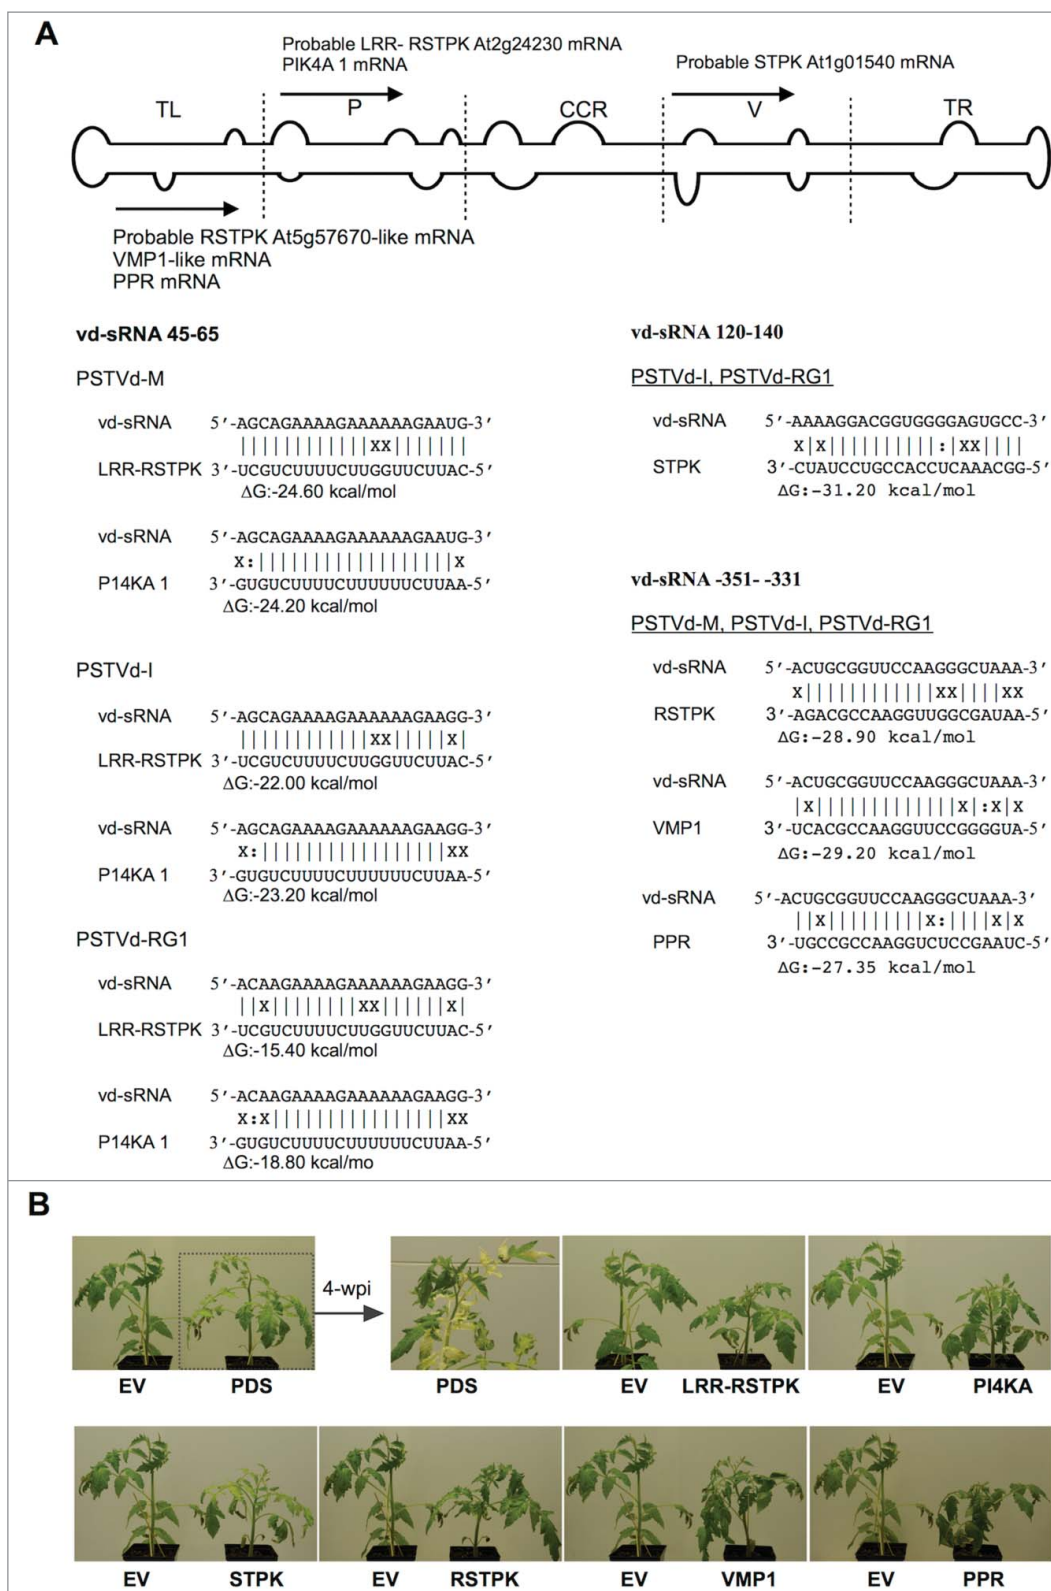 A
Probable LRR- RSTPK At2g24230 mRNA
PIK4A 1 mRNA
Probable STPK At1g01540 mRNA
TL
P
CCR
V
TR
Probable RSTPK At5g57670-like mRNA
VMP1-like mRNA
PPR mRNA
vd-sRNA 45-65
PSTVd-M
vd-sRNA 5′-AGCAGAAAAGAAAAAAGAAUG-3′
||||||||||||xx|||||||
LRR-RSTPK 3′-UCGUCUUUUCUUGGUUCUUAC-5′
ΔG:-24.60 kcal/mol
vd-sRNA 5′-AGCAGAAAAGAAAAAAGAAUG-3′
x:||||||||||||||||||x
P14KA 1 3′-GUGUCUUUUCUUUUUUCUUAA-5′
ΔG:-24.20 kcal/mol
PSTVd-I
vd-sRNA 5′-AGCAGAAAAGAAAAAAGAAGG-3′
||||||||||||xx|||||x|
LRR-RSTPK 3′-UCGUCUUUUCUUGGUUCUUAC-5′
ΔG:-22.00 kcal/mol
vd-sRNA 5′-AGCAGAAAAGAAAAAAGAAGG-3′
x:|||||||||||||||||xx
P14KA 1 3′-GUGUCUUUUCUUUUUUCUUAA-5′
ΔG:-23.20 kcal/mol
PSTVd-RG1
vd-sRNA 5′-ACAAGAAAAGAAAAAAGAAGG-3′
||x||||||||xx||||||x|
LRR-RSTPK 3′-UCGUCUUUUCUUGGUUCUUAC-5′
ΔG:-15.40 kcal/mol
vd-sRNA 5′-ACAAGAAAAGAAAAAAGAAGG-3′
x:x||||||||||||||||xx
P14KA 1 3′-GUGUCUUUUCUUUUUUCUUAA-5′
ΔG:-18.80 kcal/mo
vd-sRNA 120-140
PSTVd-I, PSTVd-RG1
vd-sRNA 5′-AAAAGGACGGUGGGGAGUGCC-3′
x|x||||||||||:|xx||||
STPK 3′-CUAUCCUGCCACCUCAAACGG-5′
ΔG:-31.20 kcal/mol
vd-sRNA -351- -331
PSTVd-M, PSTVd-I, PSTVd-RG1
vd-sRNA 5′-ACUGCGGUUCCAAGGGCUAAA-3′
x||||||||||||xx||||xx
RSTPK 3′-AGACGCCAAGGUUGGCGAUAA-5′
ΔG:-28.90 kcal/mol
vd-sRNA 5′-ACUGCGGUUCCAAGGGCUAAA-3′
|x|||||||||||||x|:x|x
VMP1 3′-UCACGCCAAGGUUCCGGGGUA-5′
ΔG:-29.20 kcal/mol
vd-sRNA 5′-ACUGCGGUUCCAAGGGCUAAA-3′
||x|||||||||x:||||x|x
PPR 3′-UGCCGCCAAGGUCUCCGAAUC-5′
ΔG:-27.35 kcal/mol
B
4-wpi
EV PDS PDS EV LRR-RSTPK EV PI4KA
EV STPK EV RSTPK EV VMP1 EV PPR